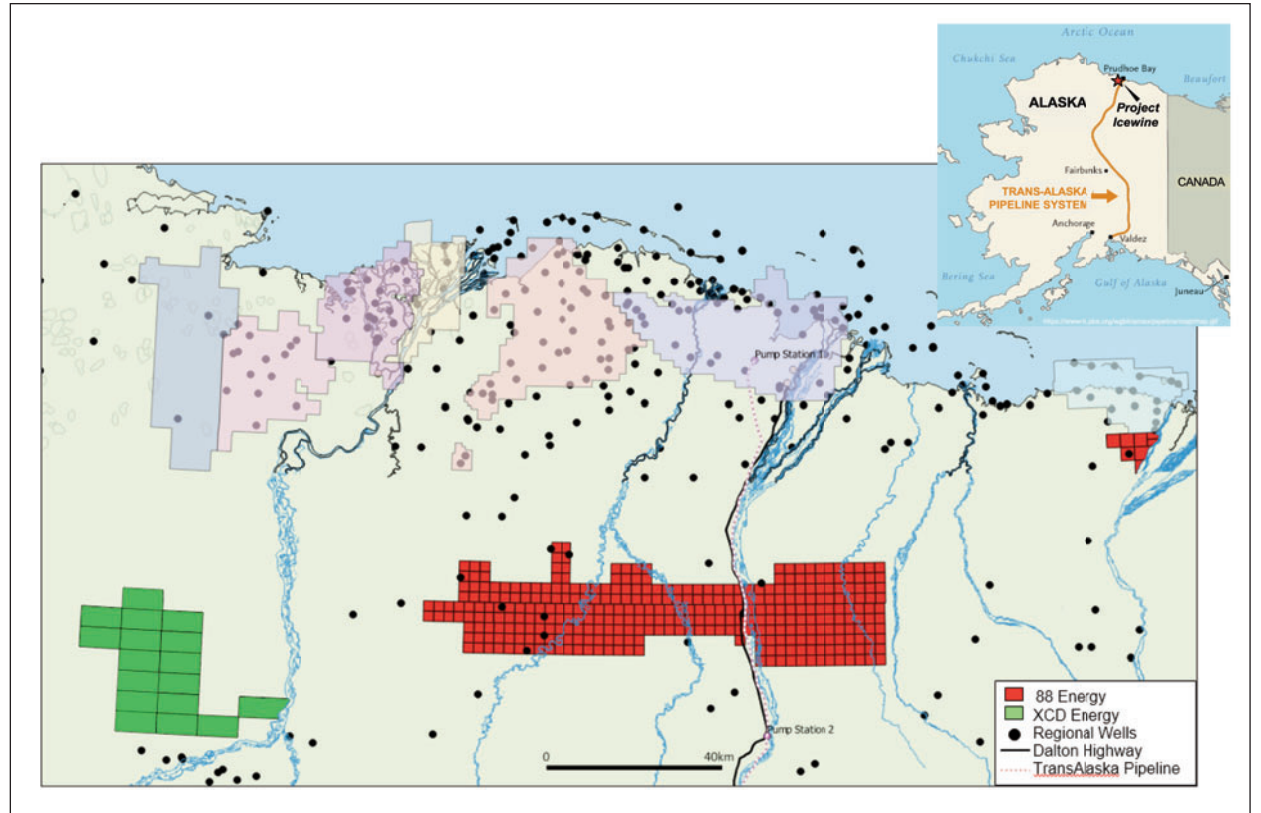 Arctic Ocean
Chukchi Sea
Prudhoe Bay
Beaufort
ALASKA
Project
Icewine
Fairbanks
CANADA
TRANS-ALASKA
PIPELINE SYSTEM
Anchorage
Valdez
Bering Sea
Gulf of Alaska
Juneau
Pump Station 1
Pump Station 2
0
40km
88 Energy
XCD Energy
Regional Wells
Dalton Highway
TransAlaska Pipeline